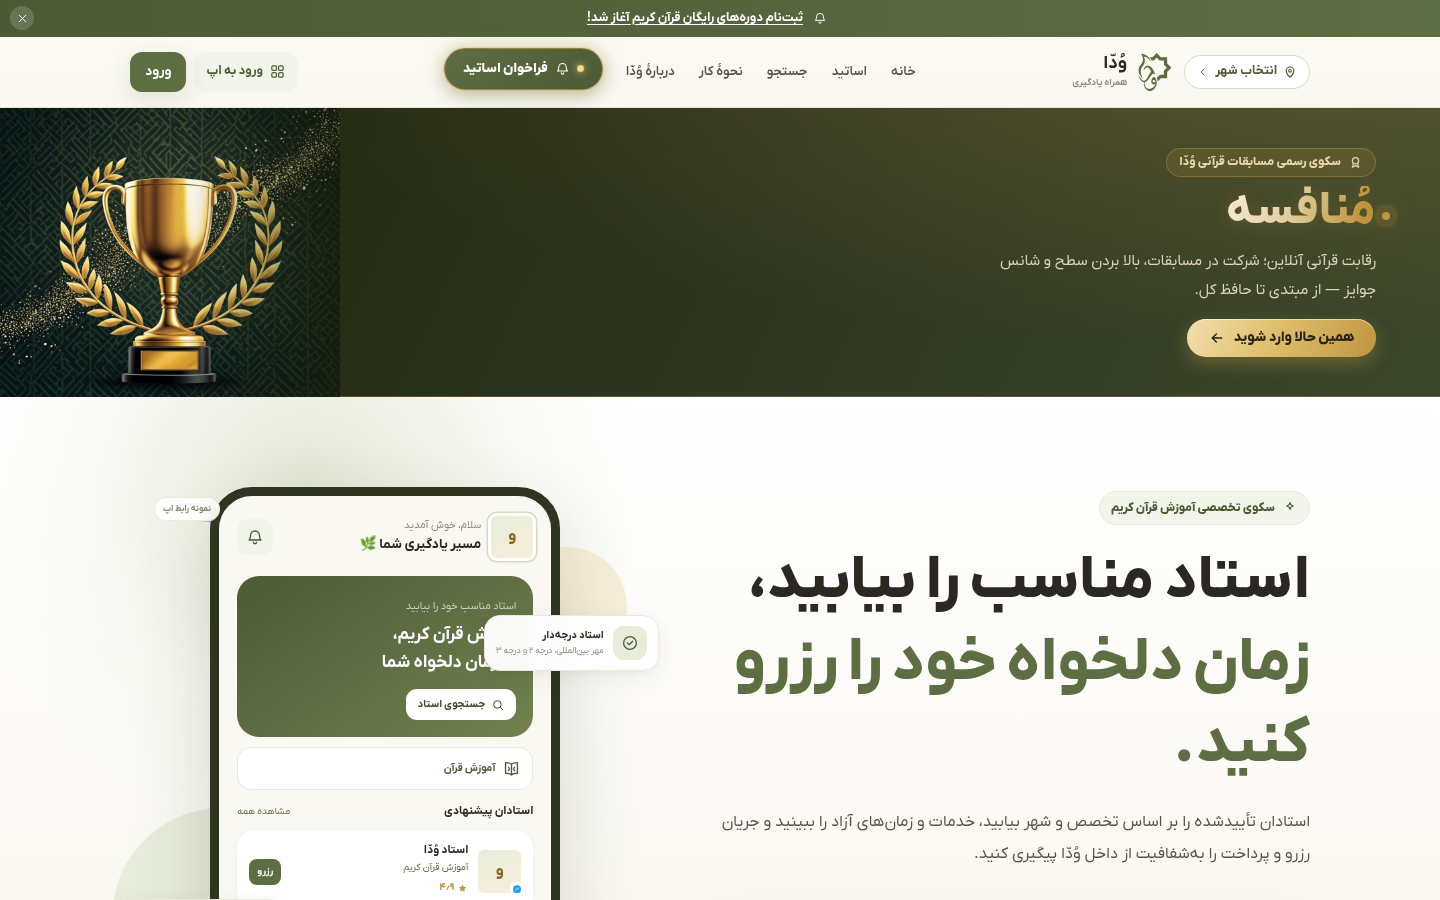 ثبت‌نام دوره‌های رایگان قرآن کریم آغاز شد!
انتخاب شهر
وُدّا
همراه یادگیری
خانه
اساتید
جستجو
نحوهٔ کار
دربارهٔ وُدّا
فراخوان اساتید
ورود به اپ
ورود
سکوی رسمی مسابقات قرآنی وُدّا
مُنافسه
رقابت قرآنی آنلاین؛ شرکت در مسابقات، بالا بردن سطح و شانس
جوایز — از مبتدی تا حافظ کل.
همین حالا وارد شوید
سکوی تخصصی آموزش قرآن کریم
استاد مناسب را بیابید،
زمان دلخواه خود را رزرو
کنید.
استادان تأییدشده را بر اساس تخصص و شهر بیابید، خدمات و زمان‌های آزاد را ببینید و جریان
رزرو و پرداخت را به‌شفافیت از داخل وُدّا پیگیری کنید.
نمونه رابط اپ
و
سلام، خوش آمدید
مسیر یادگیری شما
استاد مناسب خود را بیابید
قرآن کریم،
دلخواه شما
جستجوی استاد
استاد درجه‌دار
مهر بین‌المللی، درجه ۲ و درجه ۳
آموزش قرآن
استادان پیشنهادی
مشاهده همه
و
استاد وُدّا
آموزش قرآن کریم
۴٫۹
رزرو